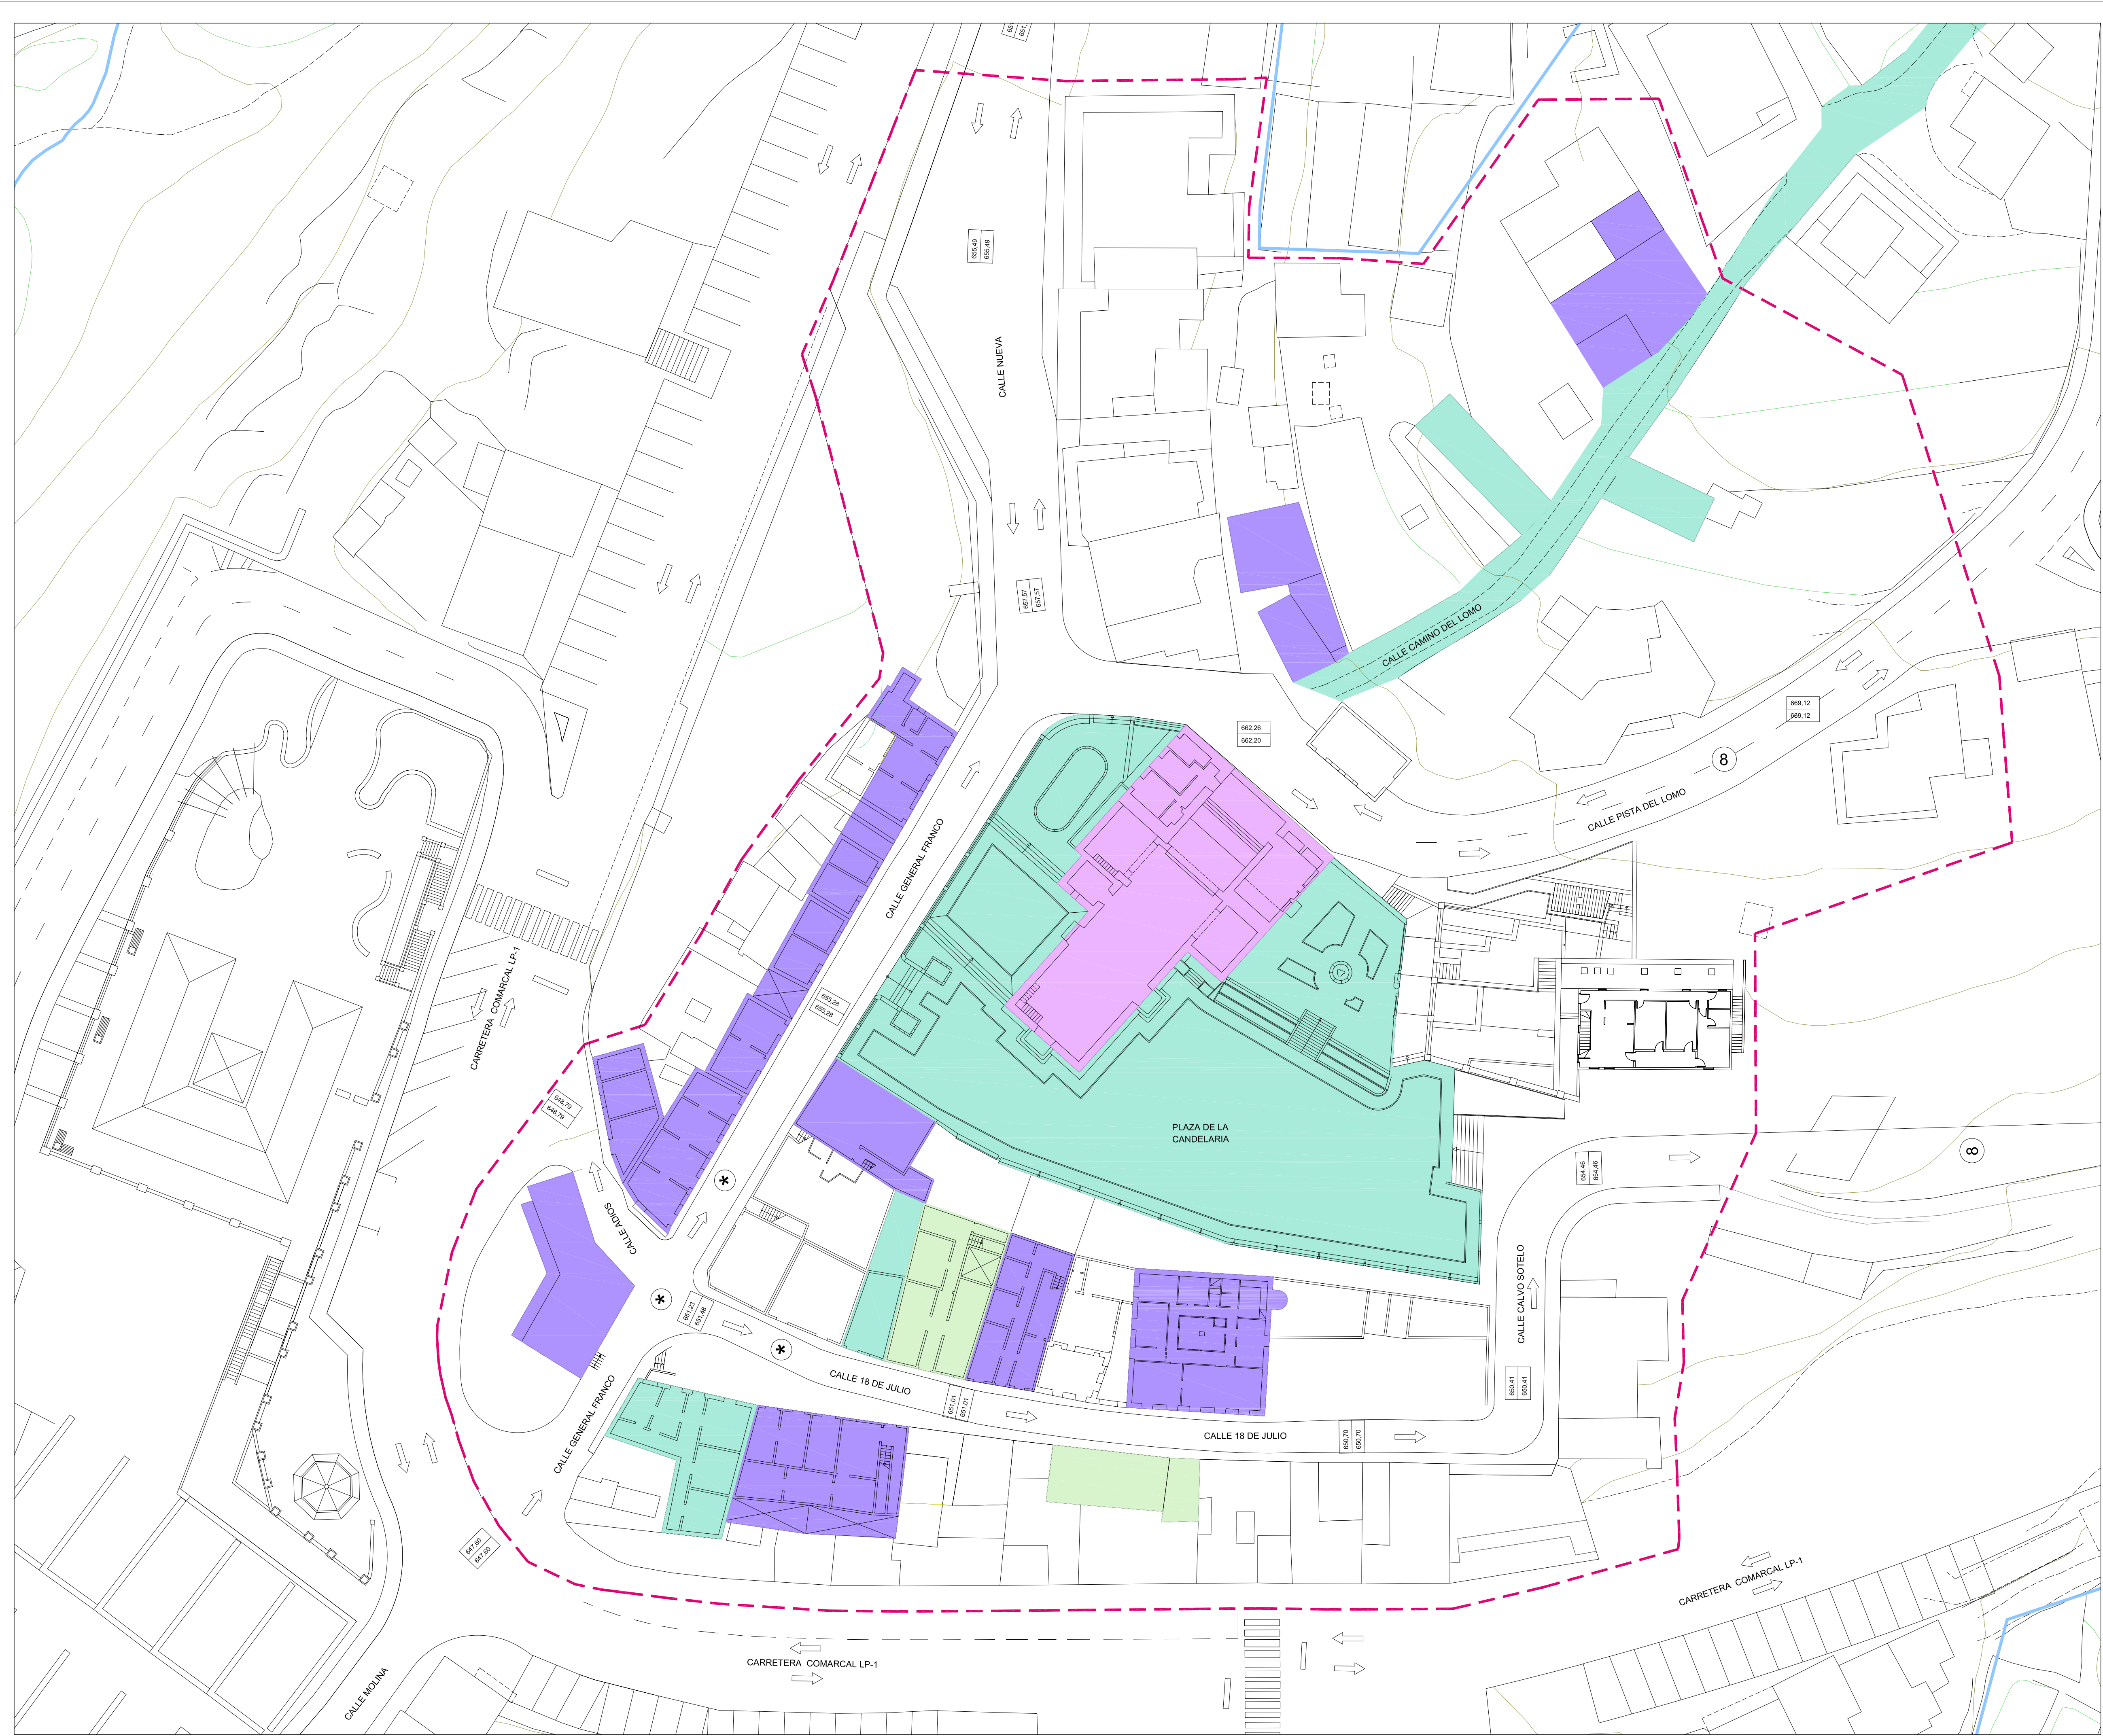 655,49
655,49
CALLE NUEVA
657,57
657,57
CALLE CAMINO DEL LOMO
669,12
669,12
662,26
662,20
8
CALLE PISTA DEL LOMO
CALLE GENERAL FRANCO
CARRETERA COMARCAL LP-1
655,28
655,28
648,79
648,79
PLAZA DE LA
CANDELARIA
8
654,46
654,46
*
CALLE ADIOS
*
651,23
651,48
*
CALLE CALVO SOTELO
CALLE 18 DE JULIO
650,41
650,41
651,01
651,01
CALLE GENERAL FRANCO
CALLE 18 DE JULIO
650,70
650,70
647,60
647,60
CARRETERA COMARCAL LP-1
CARRETERA COMARCAL LP-1
CALLE MOLINA